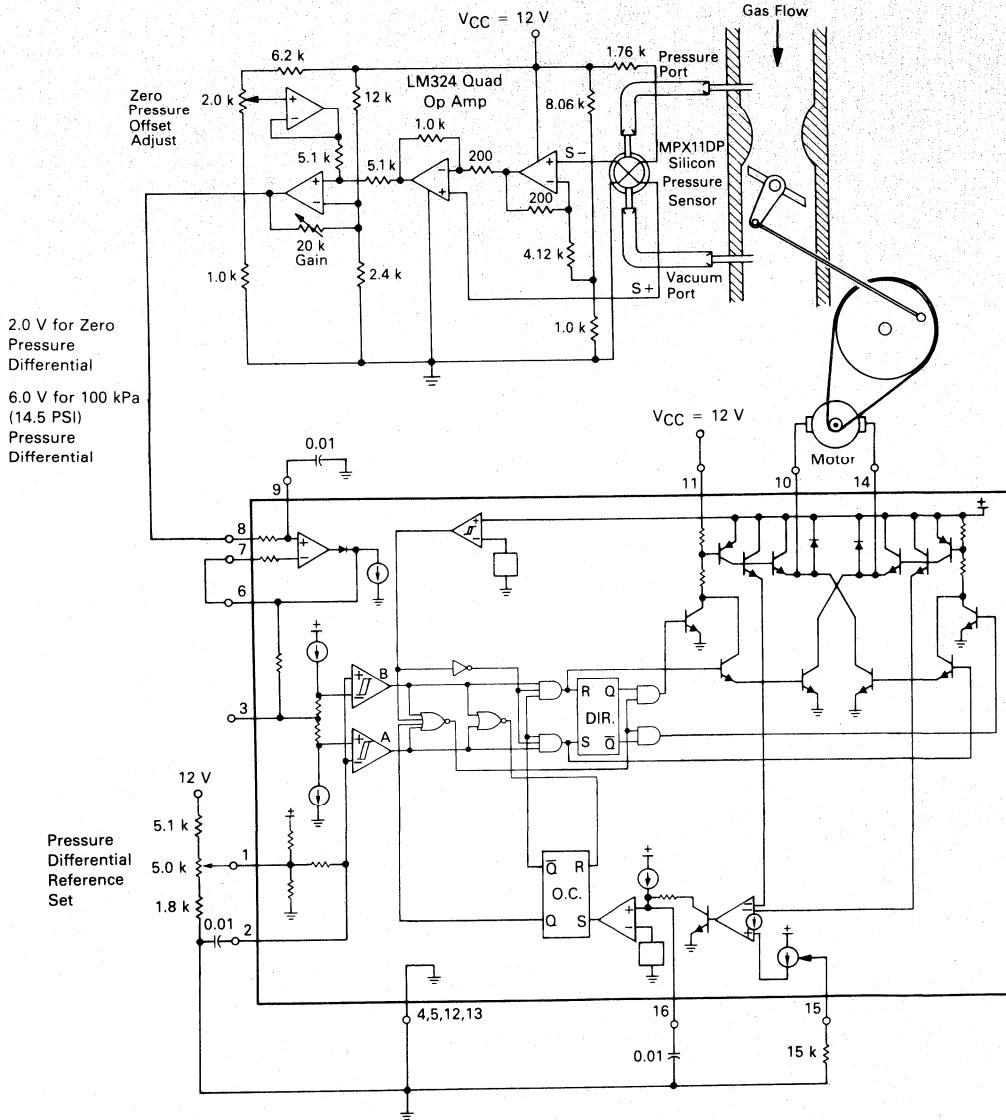 Gas Flow
V_CC = 12 V
6.2 k
1.76 k
Pressure
Port
LM324 Quad
Op Amp
Zero
Pressure
Offset
Adjust
2.0 k
12 k
8.06 k
+
−
1.0 k
MPX11DP
Silicon
Pressure
Sensor
5.1 k
5.1 k
−
+
200
+
−
S−
+
−
200
20 k
Gain
4.12 k
1.0 k
2.4 k
S+
Vacuum
Port
1.0 k
2.0 V for Zero
Pressure
Differential
6.0 V for 100 kPa
(14.5 PSI)
Pressure
Differential
V_CC = 12 V
Motor
0.01
9
11
10
14
+
8
7
6
+
−
+
−
+
3
+
−
B
+
−
A
R
Q
DIR.
S
Q̅
12 V
5.1 k
Pressure
Differential
Reference
Set
5.0 k
1
+
1.8 k
0.01
2
Q̅
R
O.C.
Q
S
+
+
−
−
+
+
4,5,12,13
16
15
0.01
15 k